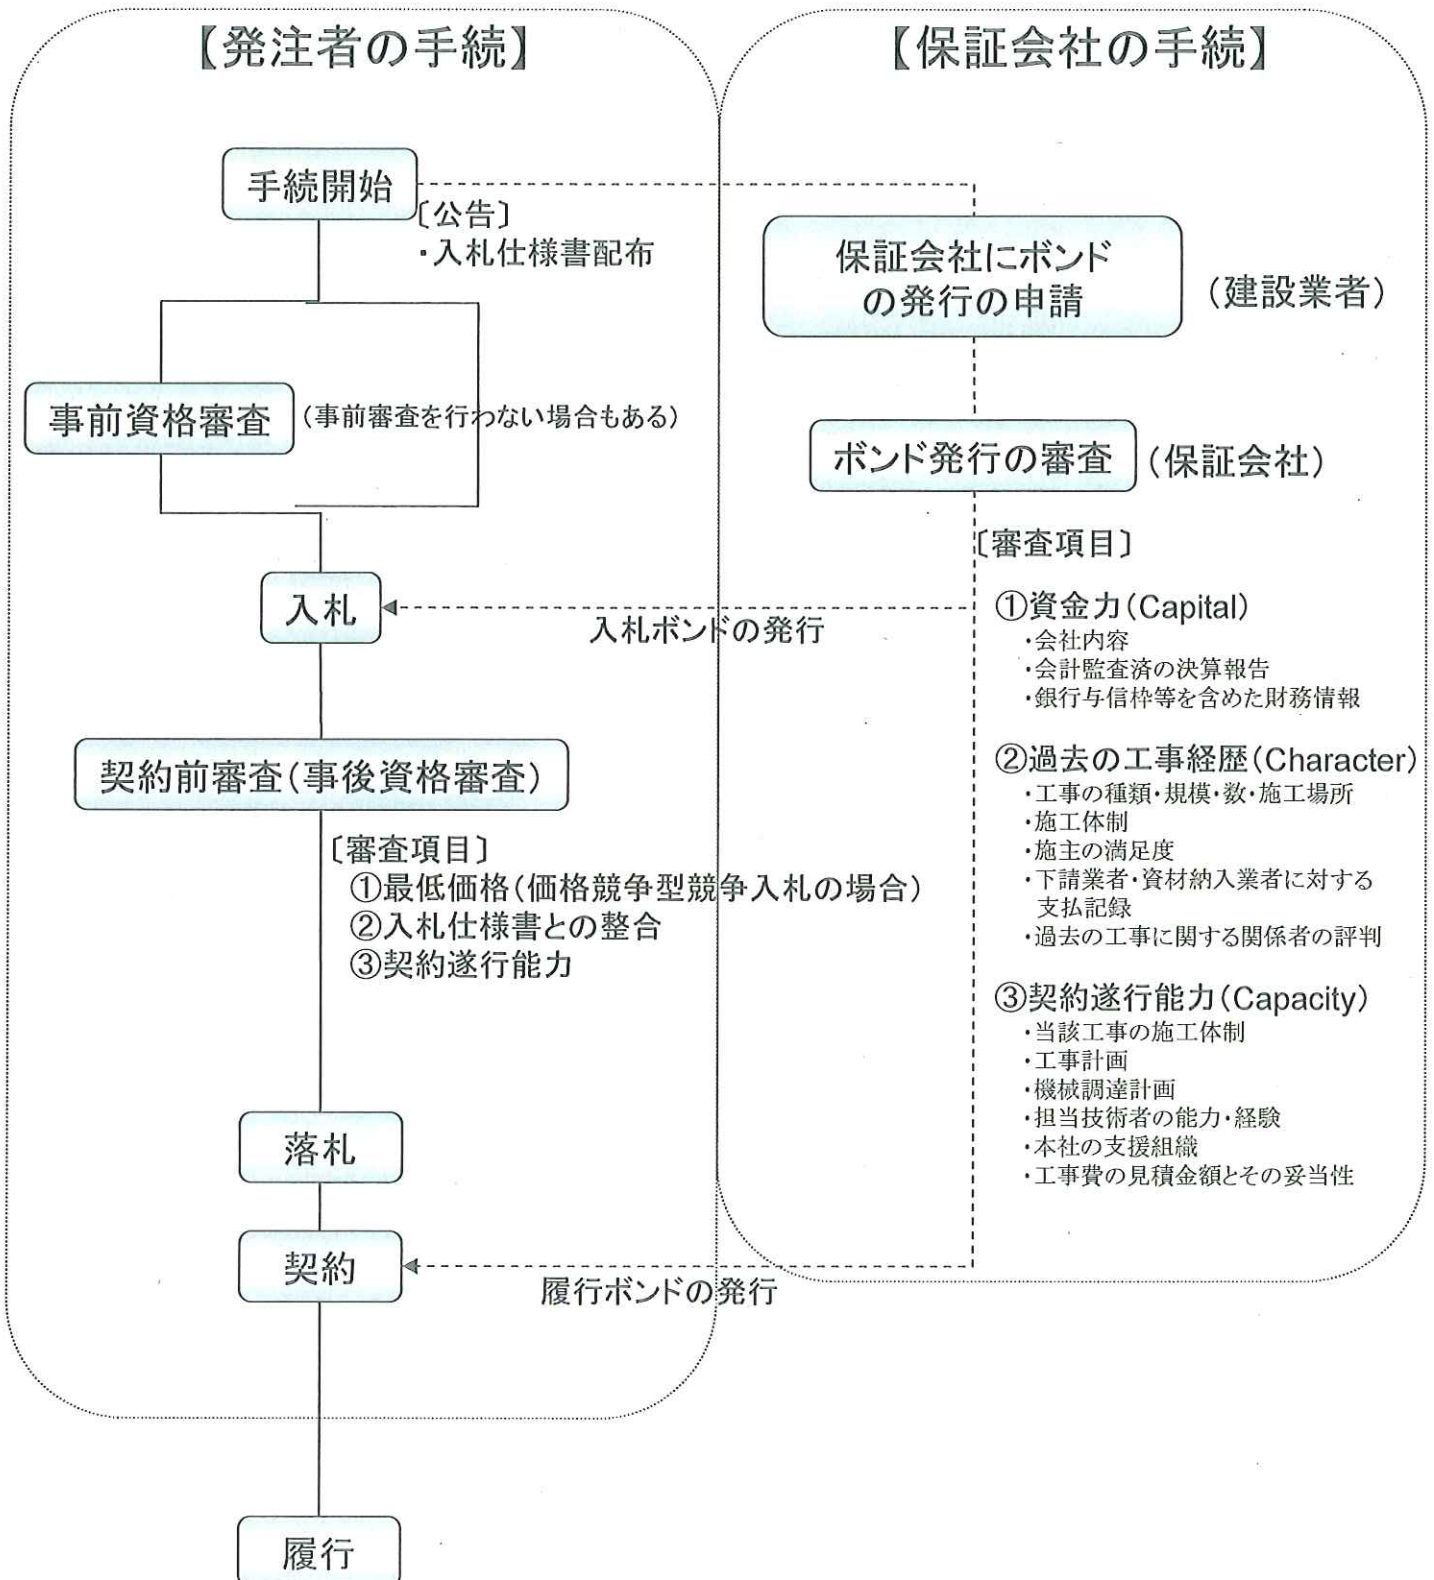 【発注者の手続】
手続開始
〔公告〕
・入札仕様書配布
事前資格審査
（事前審査を行わない場合もある）
入札
入札ボンドの発行
契約前審査（事後資格審査）
〔審査項目〕
①最低価格（価格競争型競争入札の場合）
②入札仕様書との整合
③契約遂行能力
落札
契約
履行ボンドの発行
履行
【保証会社の手続】
保証会社にボンド
の発行の申請
（建設業者）
ボンド発行の審査
（保証会社）
〔審査項目〕
①資金力（Capital）
・会社内容
・会計監査済の決算報告
・銀行与信枠等を含めた財務情報
②過去の工事経歴（Character）
・工事の種類・規模・数・施工場所
・施工体制
・施主の満足度
・下請業者・資材納入業者に対する
支払記録
・過去の工事に関する関係者の評判
③契約遂行能力（Capacity）
・当該工事の施工体制
・工事計画
・機械調達計画
・担当技術者の能力・経験
・本社の支援組織
・工事費の見積金額とその妥当性